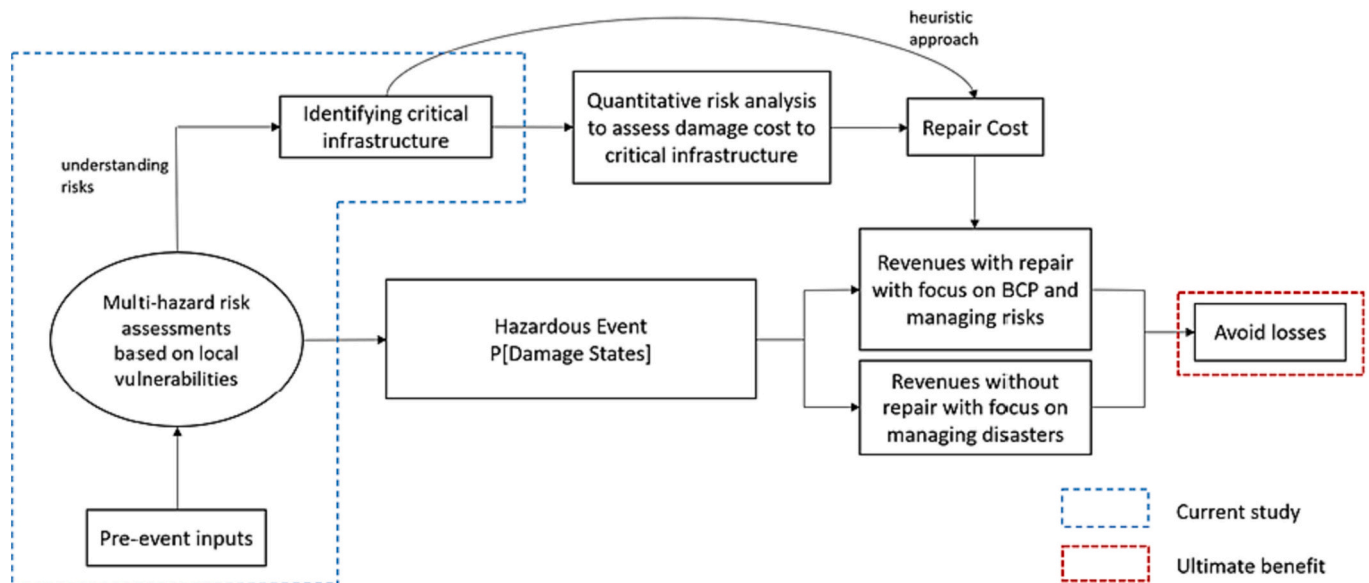 heuristic
approach
Identifying critical
infrastructure
Quantitative risk analysis
to assess damage cost to
critical infrastructure
Repair Cost
understanding
risks
Multi-hazard risk
assessments
based on local
vulnerabilities
Hazardous Event
P[Damage States]
Revenues with repair
with focus on BCP and
managing risks
Avoid losses
Revenues without
repair with focus on
managing disasters
Pre-event inputs
Current study
Ultimate benefit